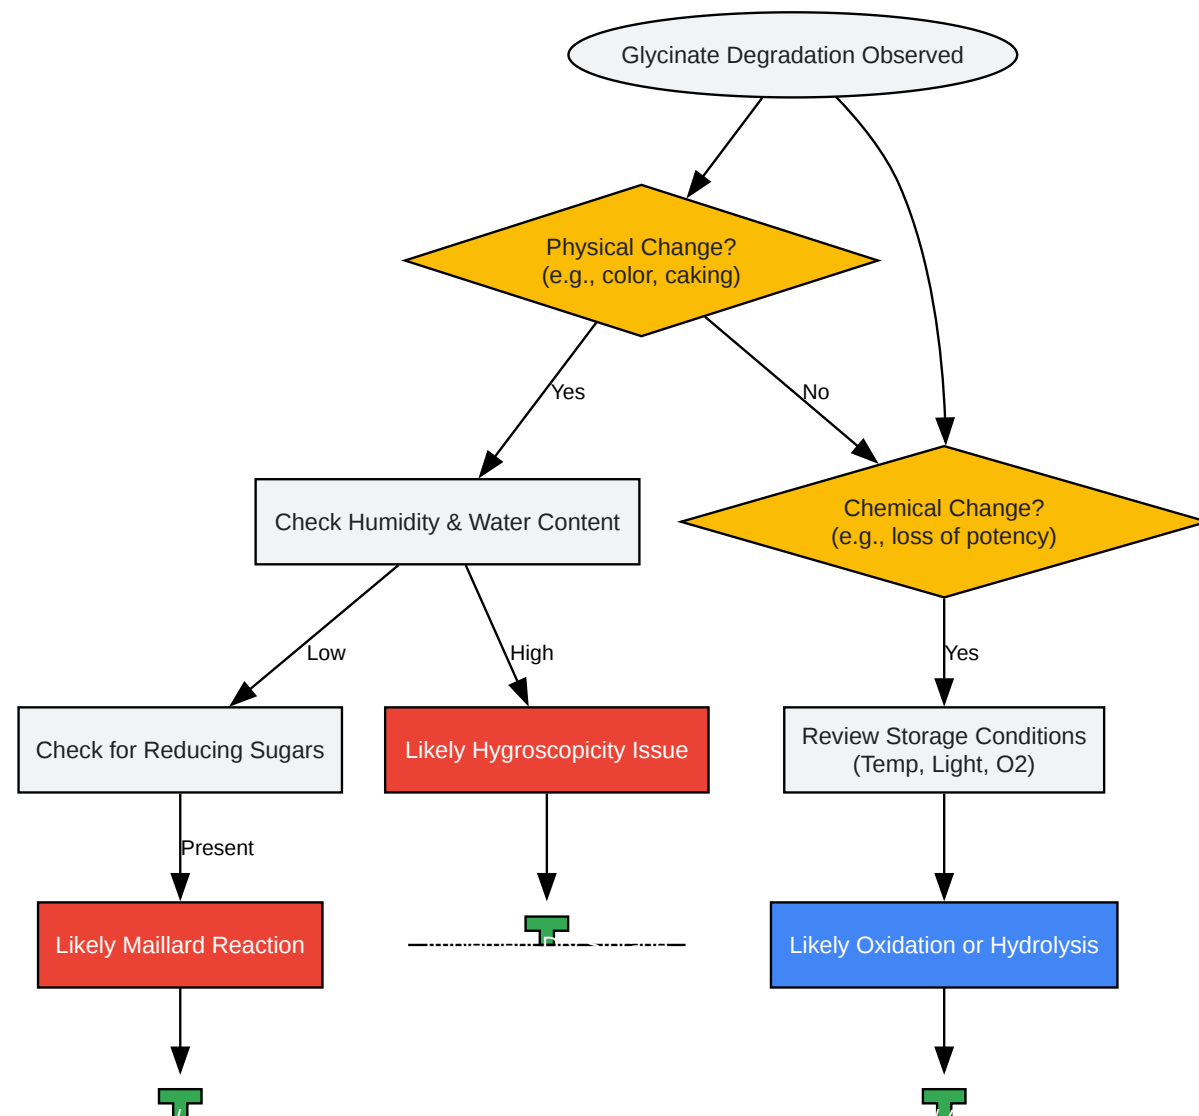 Glycinate Degradation Observed
Physical Change?
(e.g., color, caking)
Yes
No
Check Humidity & Water Content
Chemical Change?
(e.g., loss of potency)
Low
High
Yes
Check for Reducing Sugars
Likely Hygroscopicity Issue
Review Storage Conditions
(Temp, Light, O2)
Present
Likely Maillard Reaction
Likely Oxidation or Hydrolysis